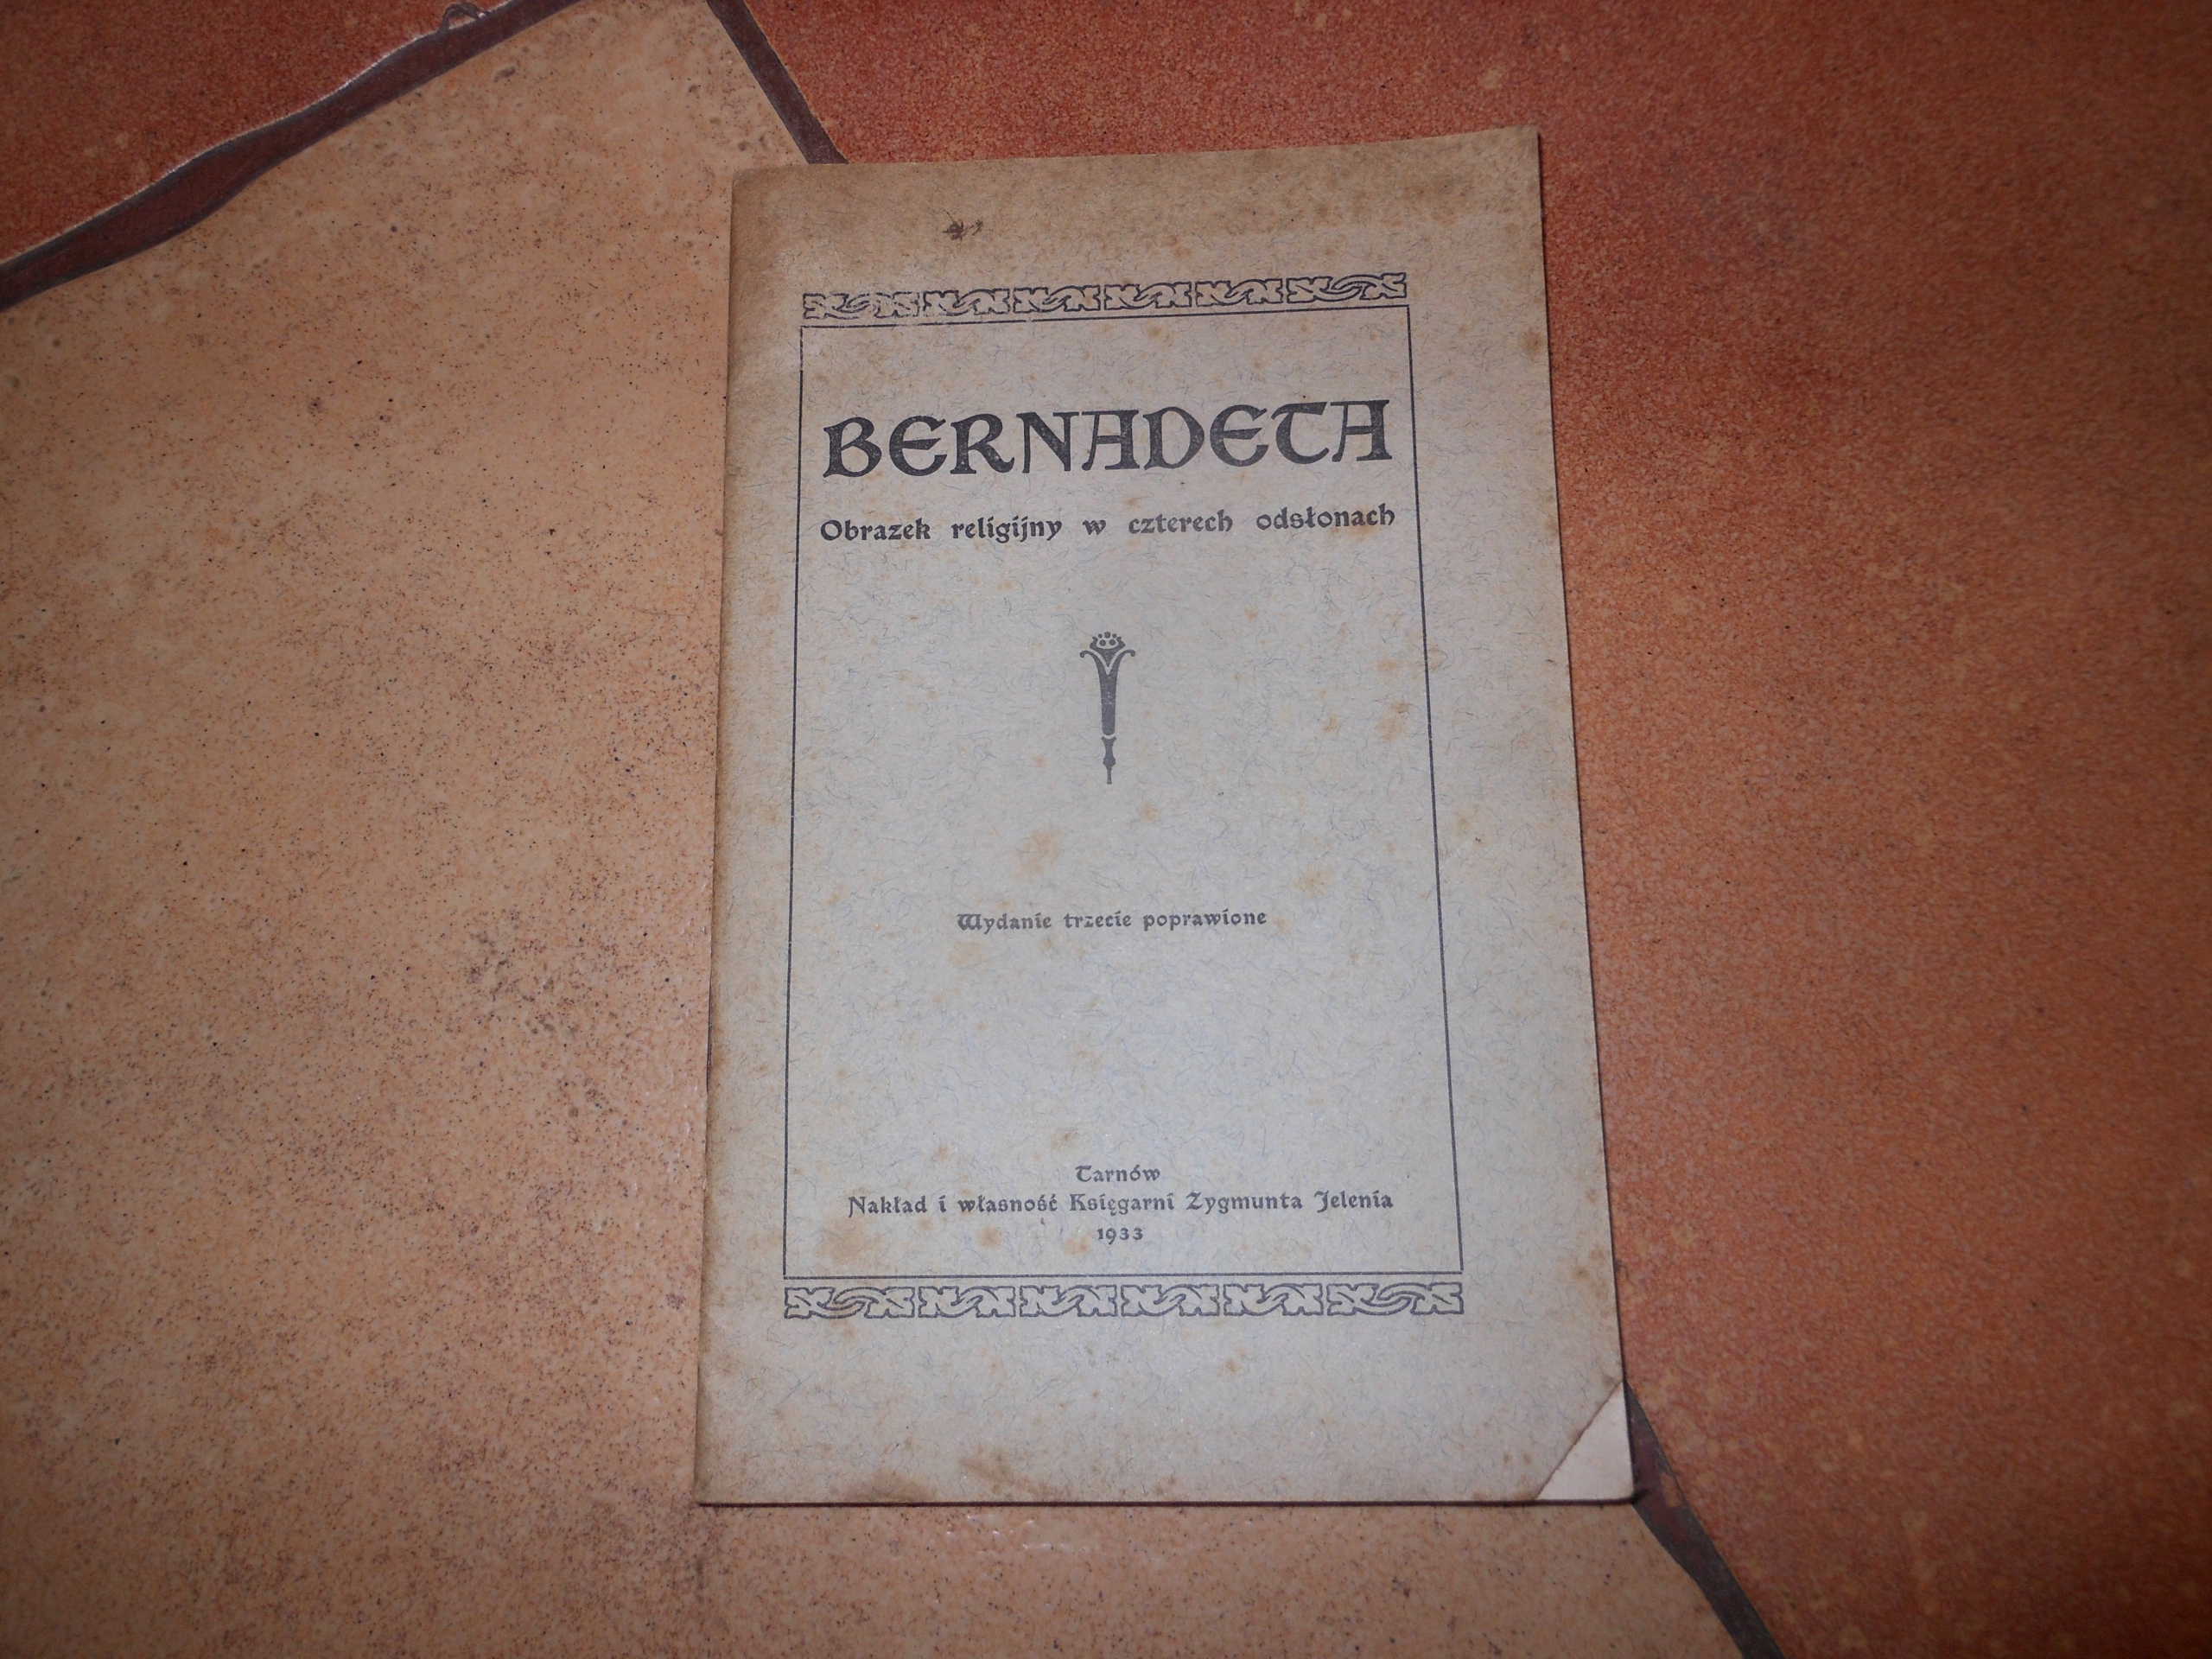 BERNADETA
Obrazek religijny w czterech odsłonach
Wydanie trzecie poprawione
Tarnów
Nakład i własność Księgarni Zygmunta Jelenia
1933